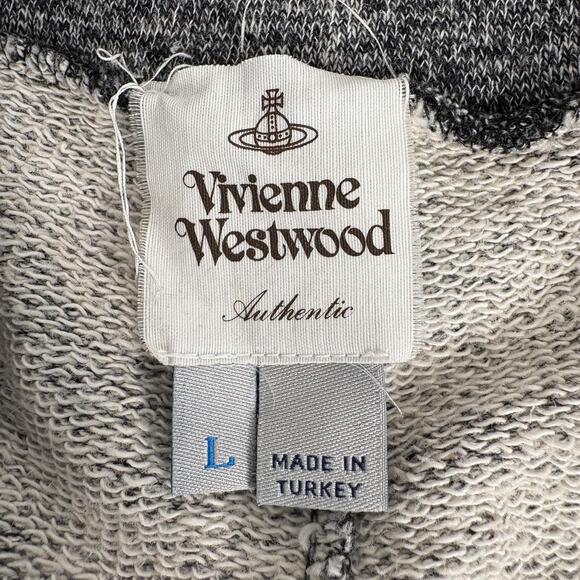 Vivienne
Westwood
Authentic
L
MADE IN
TURKEY